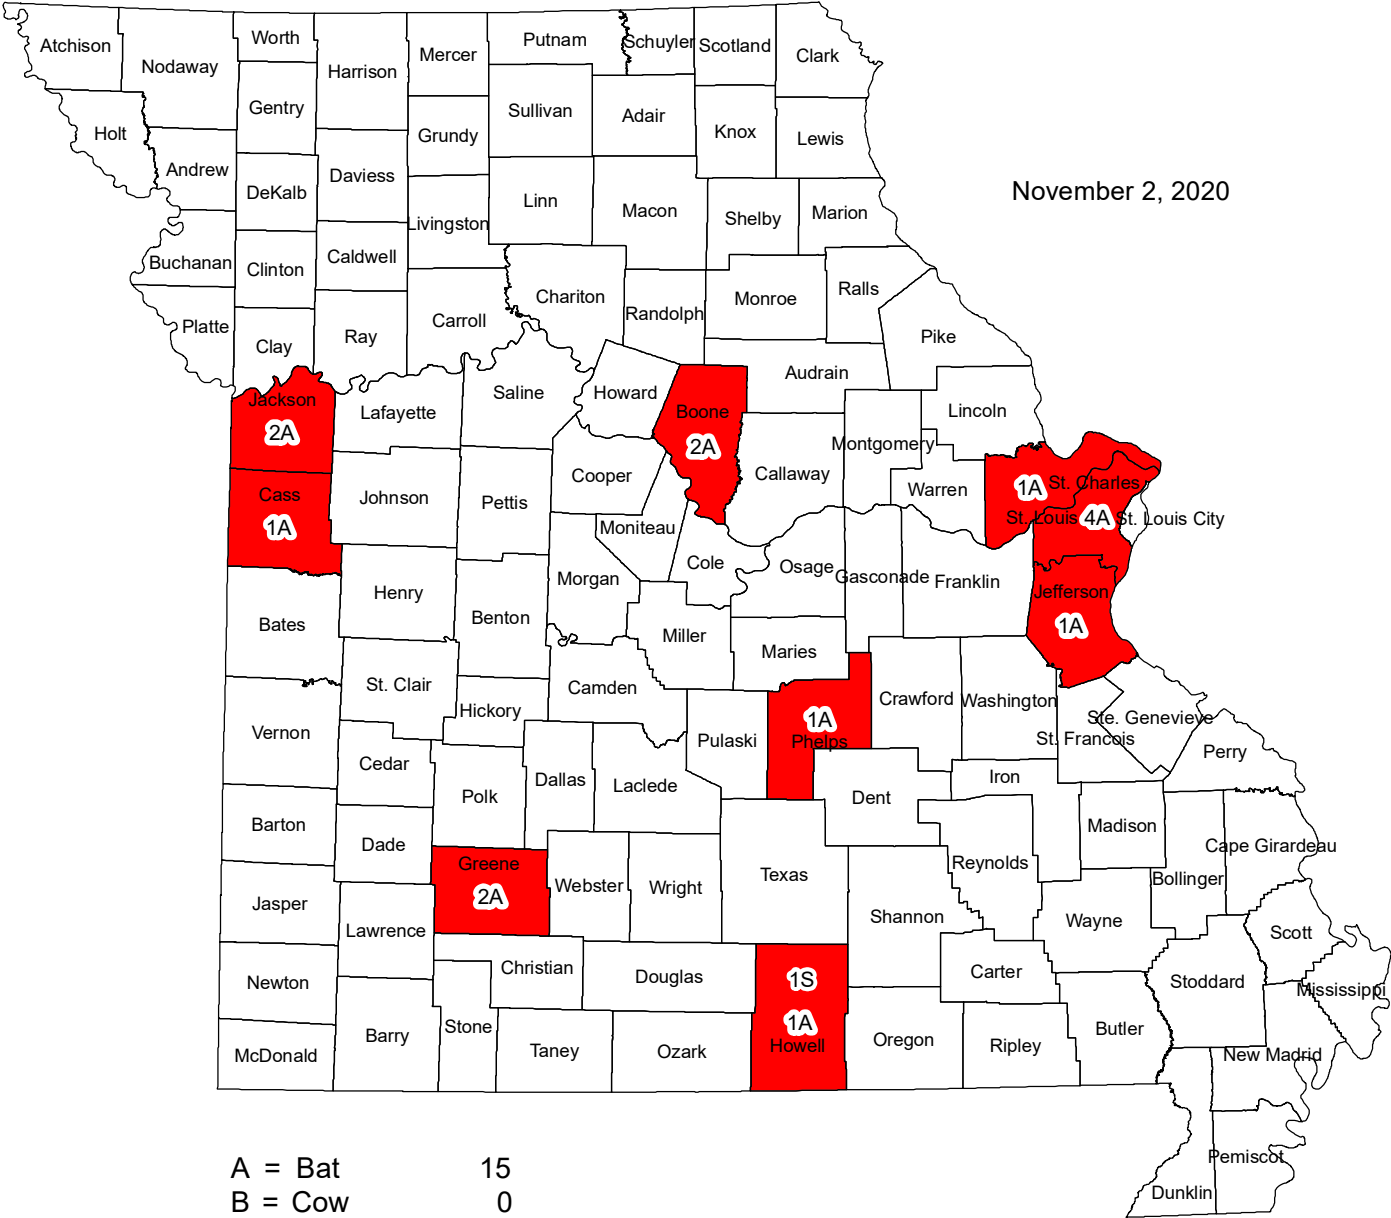 Atchison
Nodaway
Worth
Harrison
Mercer
Putnam
Schuyler
Scotland
Clark
Holt
Gentry
Sullivan
Adair
Knox
Lewis
Grundy
Andrew
DeKalb
Daviess
November 2, 2020
Livingston
Linn
Macon
Shelby
Marion
Buchanan
Clinton
Caldwell
Chariton
Randolph
Monroe
Ralls
Platte
Clay
Ray
Carroll
Pike
Jackson
2A
Lafayette
Saline
Howard
Boone
2A
Audrain
Lincoln
Montgomery
Callaway
Warren
Cass
1A
Johnson
Pettis
Cooper
Moniteau
1A
St. Charles
St. Louis
4A
St. Louis City
Cole
Osage
Gasconade
Franklin
Jefferson
1A
Bates
Henry
Benton
Morgan
Miller
Maries
St. Clair
Hickory
Camden
Pulaski
1A
Phelps
Crawford
Washington
Ste. Genevieve
St. Francois
Perry
Vernon
Cedar
Polk
Dallas
Laclede
Dent
Iron
Barton
Dade
Greene
2A
Webster
Wright
Texas
Reynolds
Madison
Cape Girardeau
Bollinger
Jasper
Lawrence
Shannon
Wayne
Scott
Newton
Christian
Douglas
1S
1A
Howell
Carter
Stoddard
Mississippi
McDonald
Barry
Stone
Taney
Ozark
Oregon
Ripley
Butler
New Madrid
Pemiscot
Dunklin
A = Bat 15
B = Cow 0